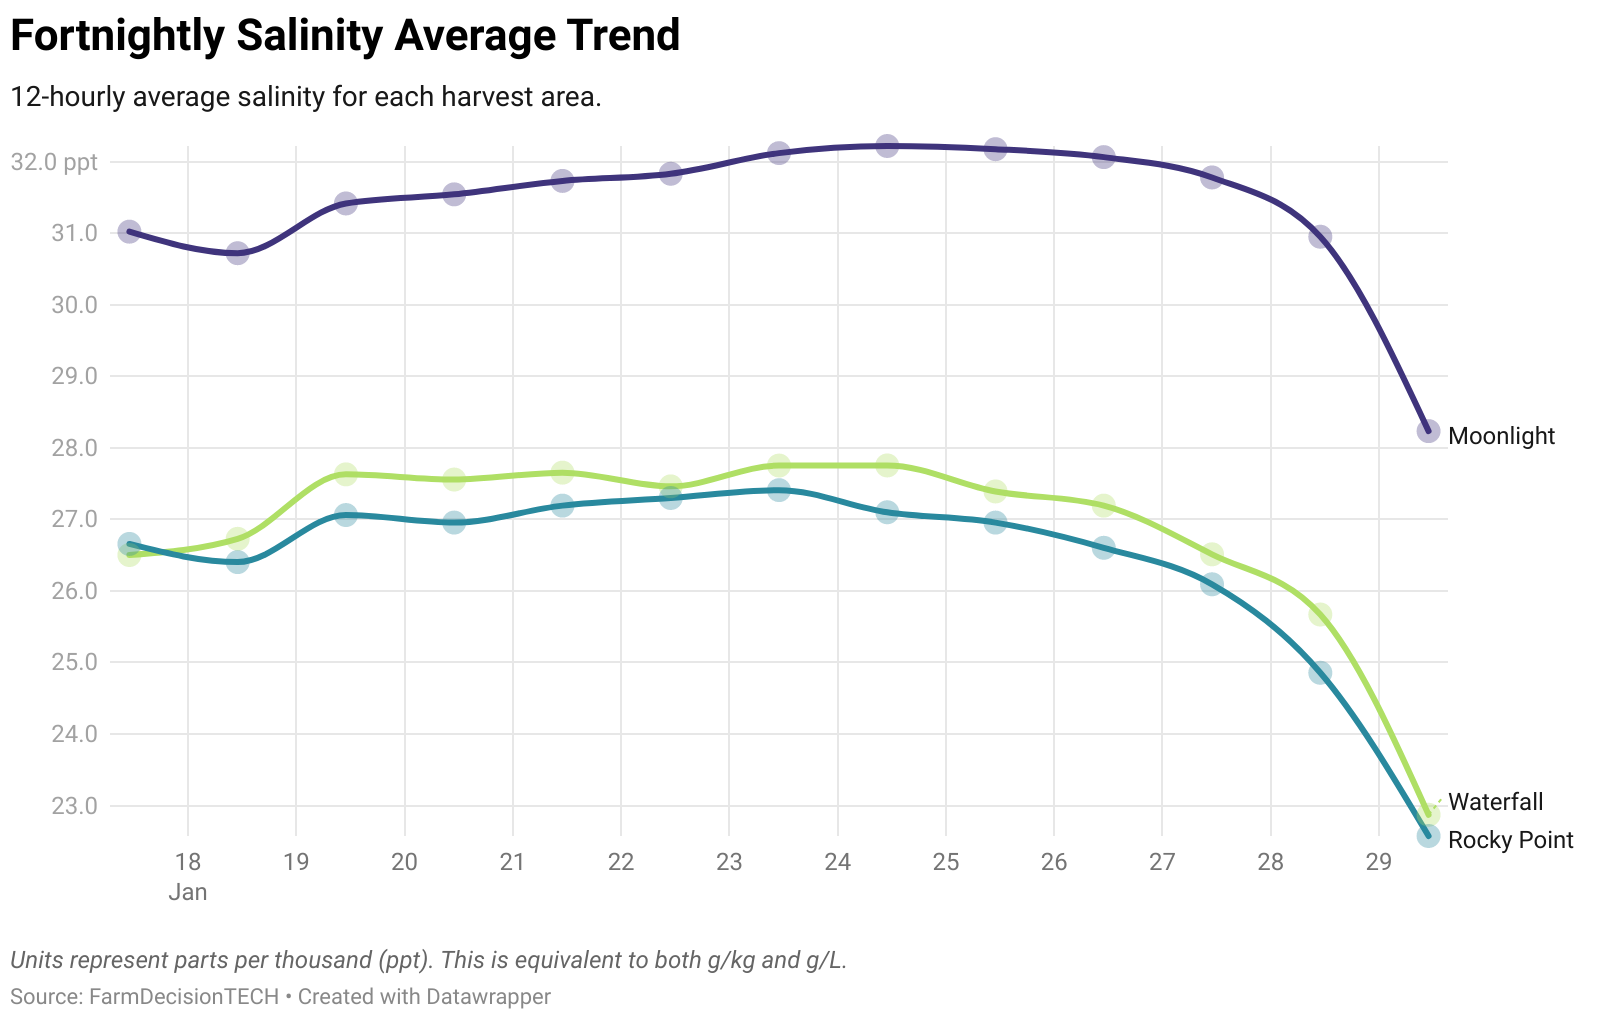 Fortnightly Salinity Average Trend
12-hourly average salinity for each harvest area.
32.0 ppt
31.0
30.0
29.0
28.0
27.0
26.0
25.0
24.0
23.0
Moonlight
Waterfall
Rocky Point
18 19 20 21 22 23 24 25 26 27 28 29
Jan
Units represent parts per thousand (ppt). This is equivalent to both g/kg and g/L.
Source: FarmDecisionTECH • Created with Datawrapper